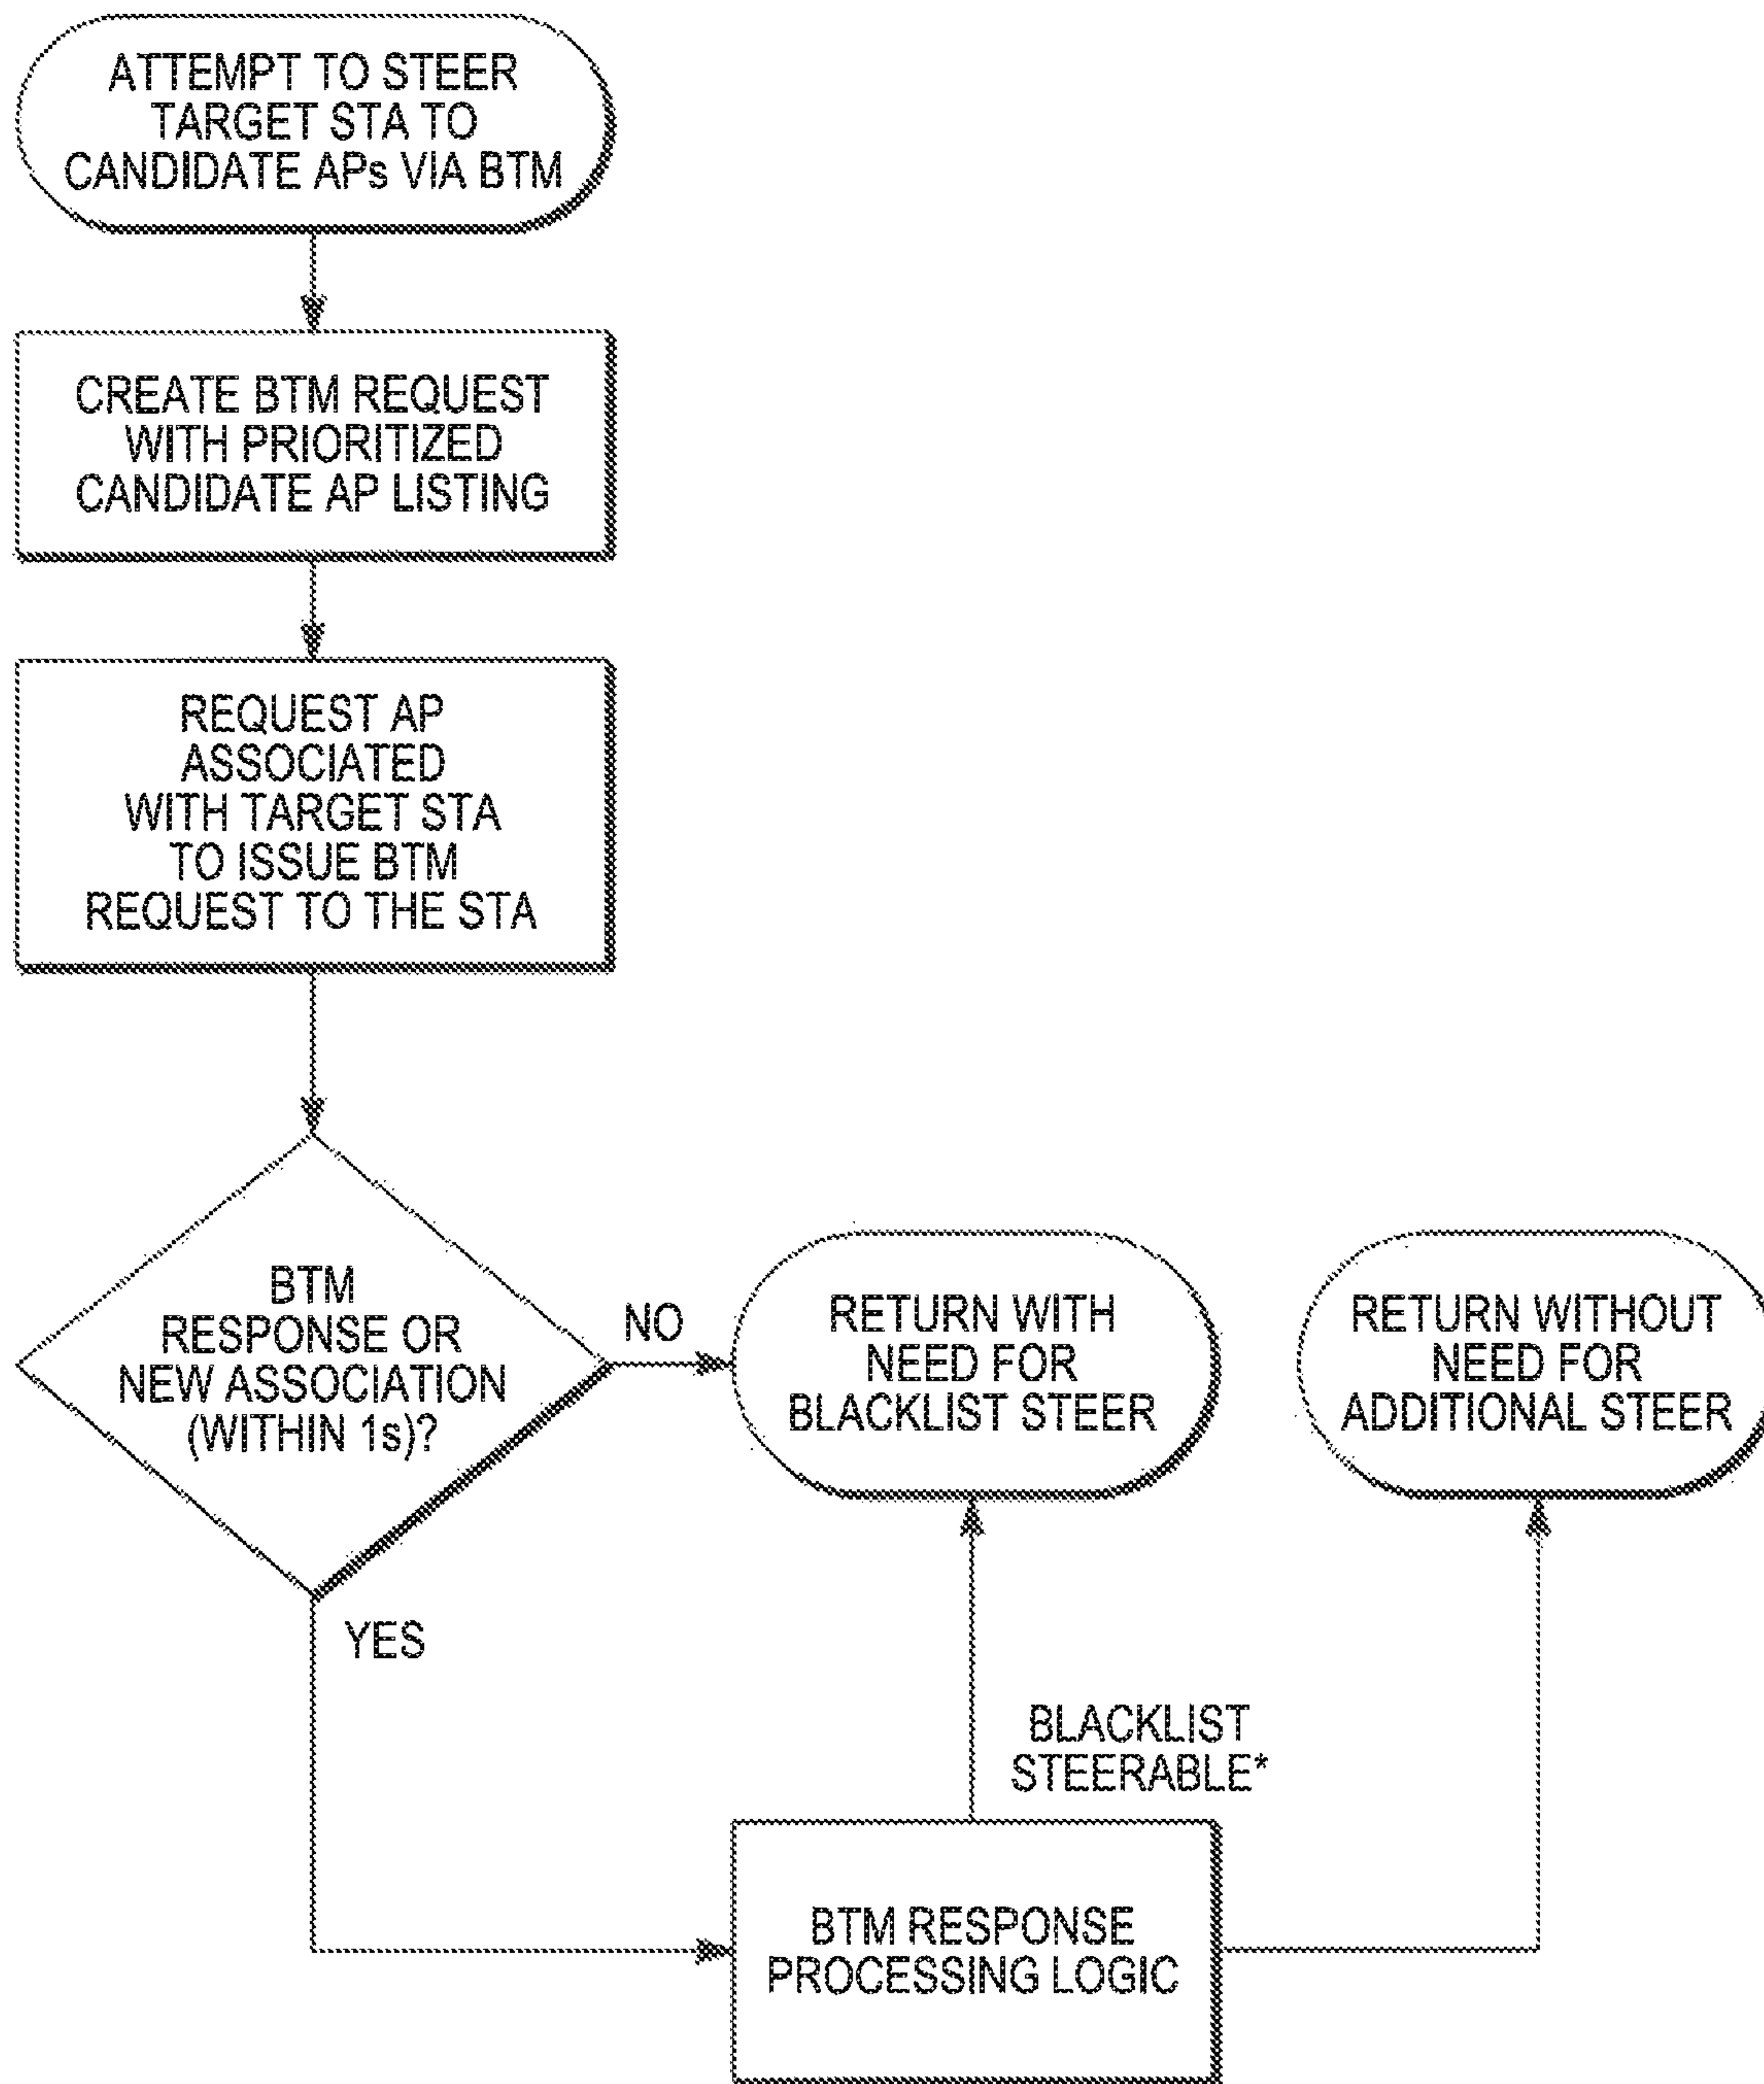 ATTEMPT TO STEER
TARGET STA TO
CANDIDATE APs VIA BTM
CREATE BTM REQUEST
WITH PRIORITIZED
CANDIDATE AP LISTING
REQUEST AP
ASSOCIATED
WITH TARGET STA
TO ISSUE BTM
REQUEST TO THE STA
BTM
RESPONSE OR
NEW ASSOCIATION
(WITHIN 1s)?
NO
YES
RETURN WITH
NEED FOR
BLACKLIST STEER
RETURN WITHOUT
NEED FOR
ADDITIONAL STEER
BLACKLIST
STEERABLE*
BTM RESPONSE
PROCESSING LOGIC